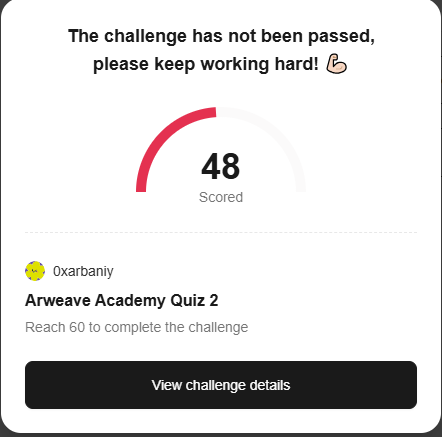 The challenge has not been passed,
please keep working hard! 💪🏻
48
Scored
0xarbaniy
Arweave Academy Quiz 2
Reach 60 to complete the challenge
View challenge details